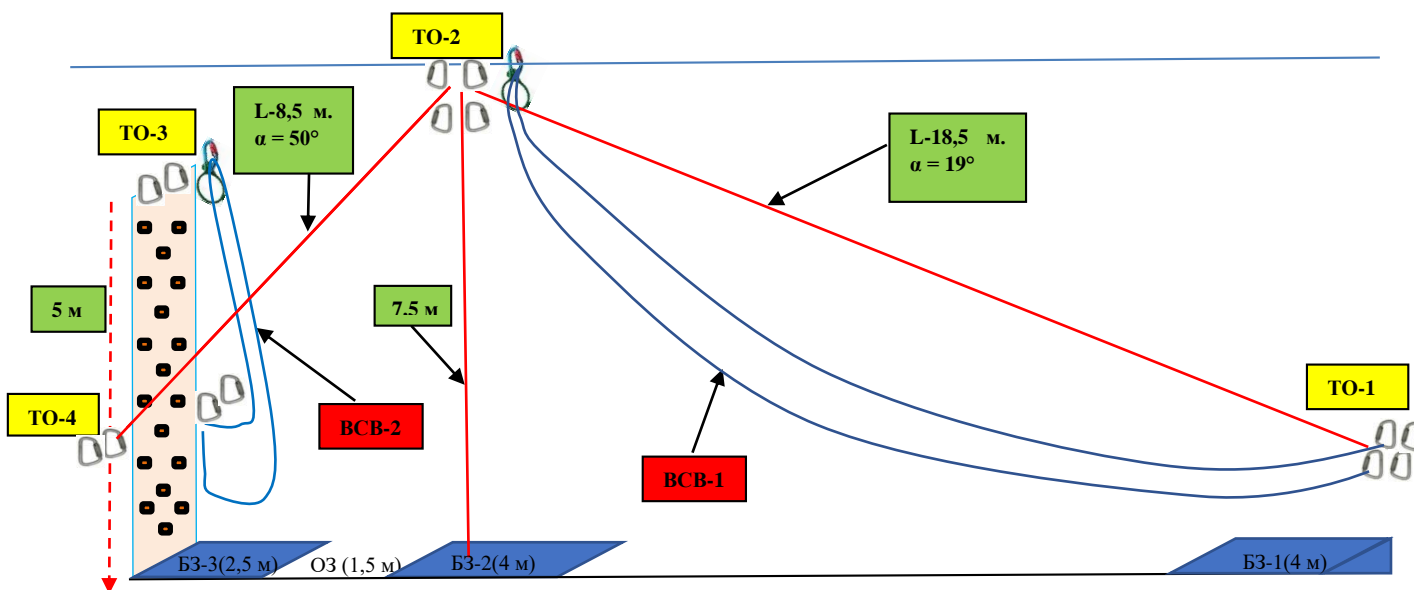 ТО-2
L-8,5 м.
α = 50°
ТО-3
L-18,5 м.
α = 19°
5 м
7.5 м
ТО-1
ТО-4
ВСВ-2
ВСВ-1
БЗ-3(2,5 м)
ОЗ (1,5 м)
БЗ-2(4 м)
БЗ-1(4 м)